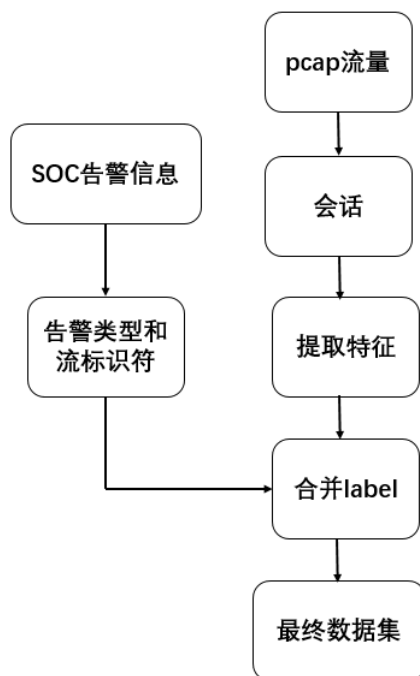 pcap流量
SOC告警信息
会话
告警类型和
流标识符
提取特征
合并label
最终数据集